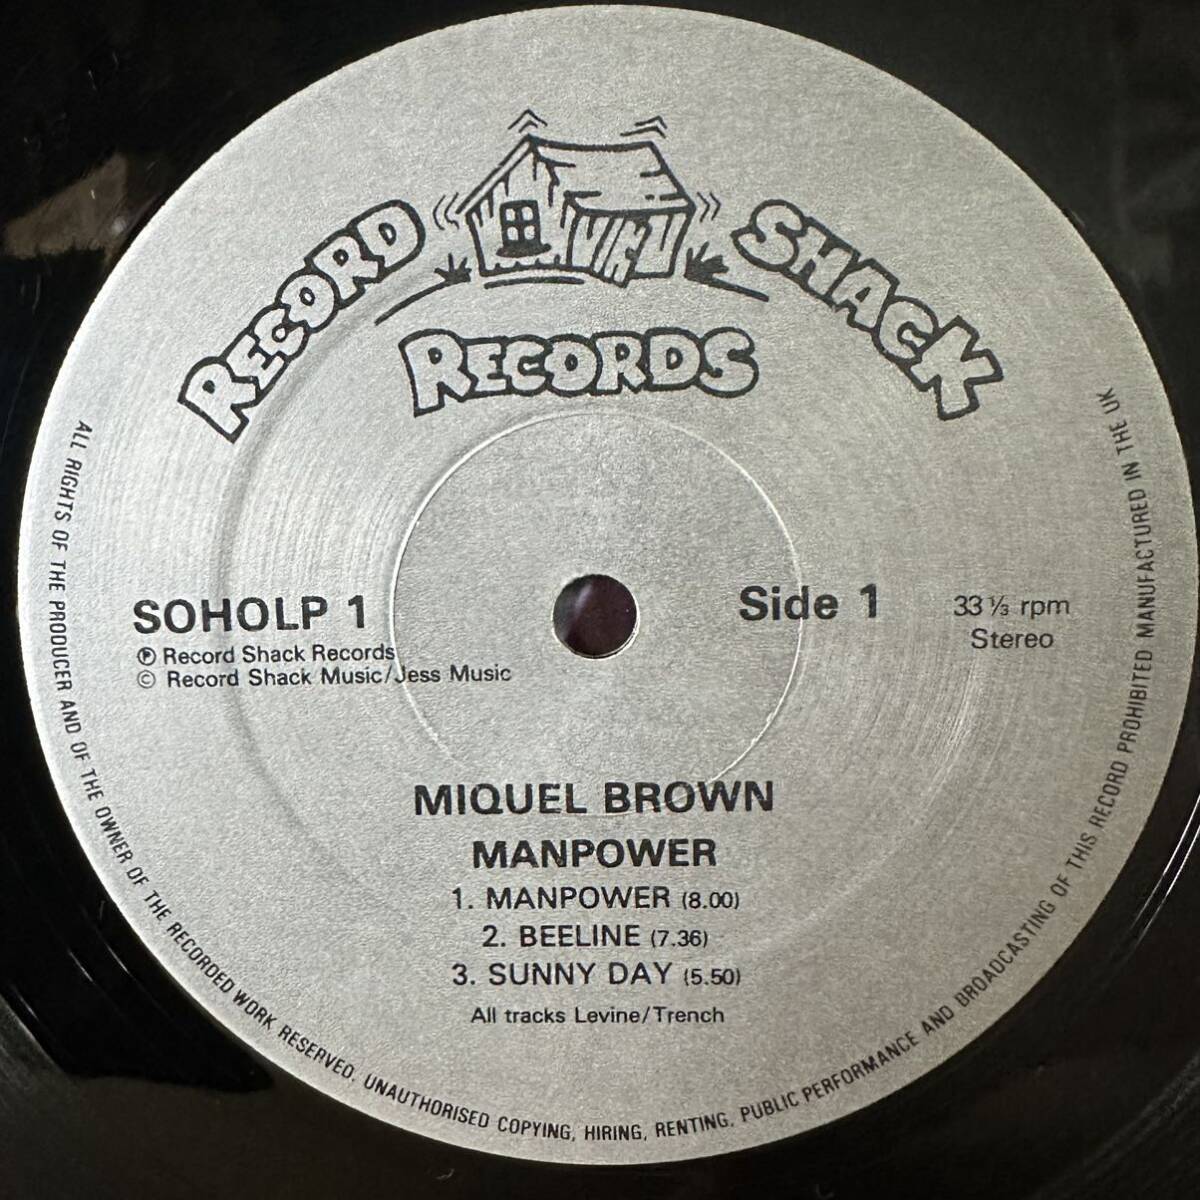 RECORD SHACK
RECORDS
SOHOLP 1
Ⓟ Record Shack Records
© Record Shack Music/Jess Music
Side 1
33 ⅓ rpm
Stereo
MIQUEL BROWN
MANPOWER
1. MANPOWER (8.00)
2. BEELINE (7.36)
3. SUNNY DAY (5.50)
All tracks Levine/Trench
ALL RIGHTS OF THE PRODUCER AND OF THE OWNER OF THE RECORDED WORK RESERVED. UNAUTHORISED COPYING, HIRING, RENTING, PUBLIC PERFORMANCE AND BROADCASTING OF THIS RECORD PROHIBITED MANUFACTURED IN THE UK